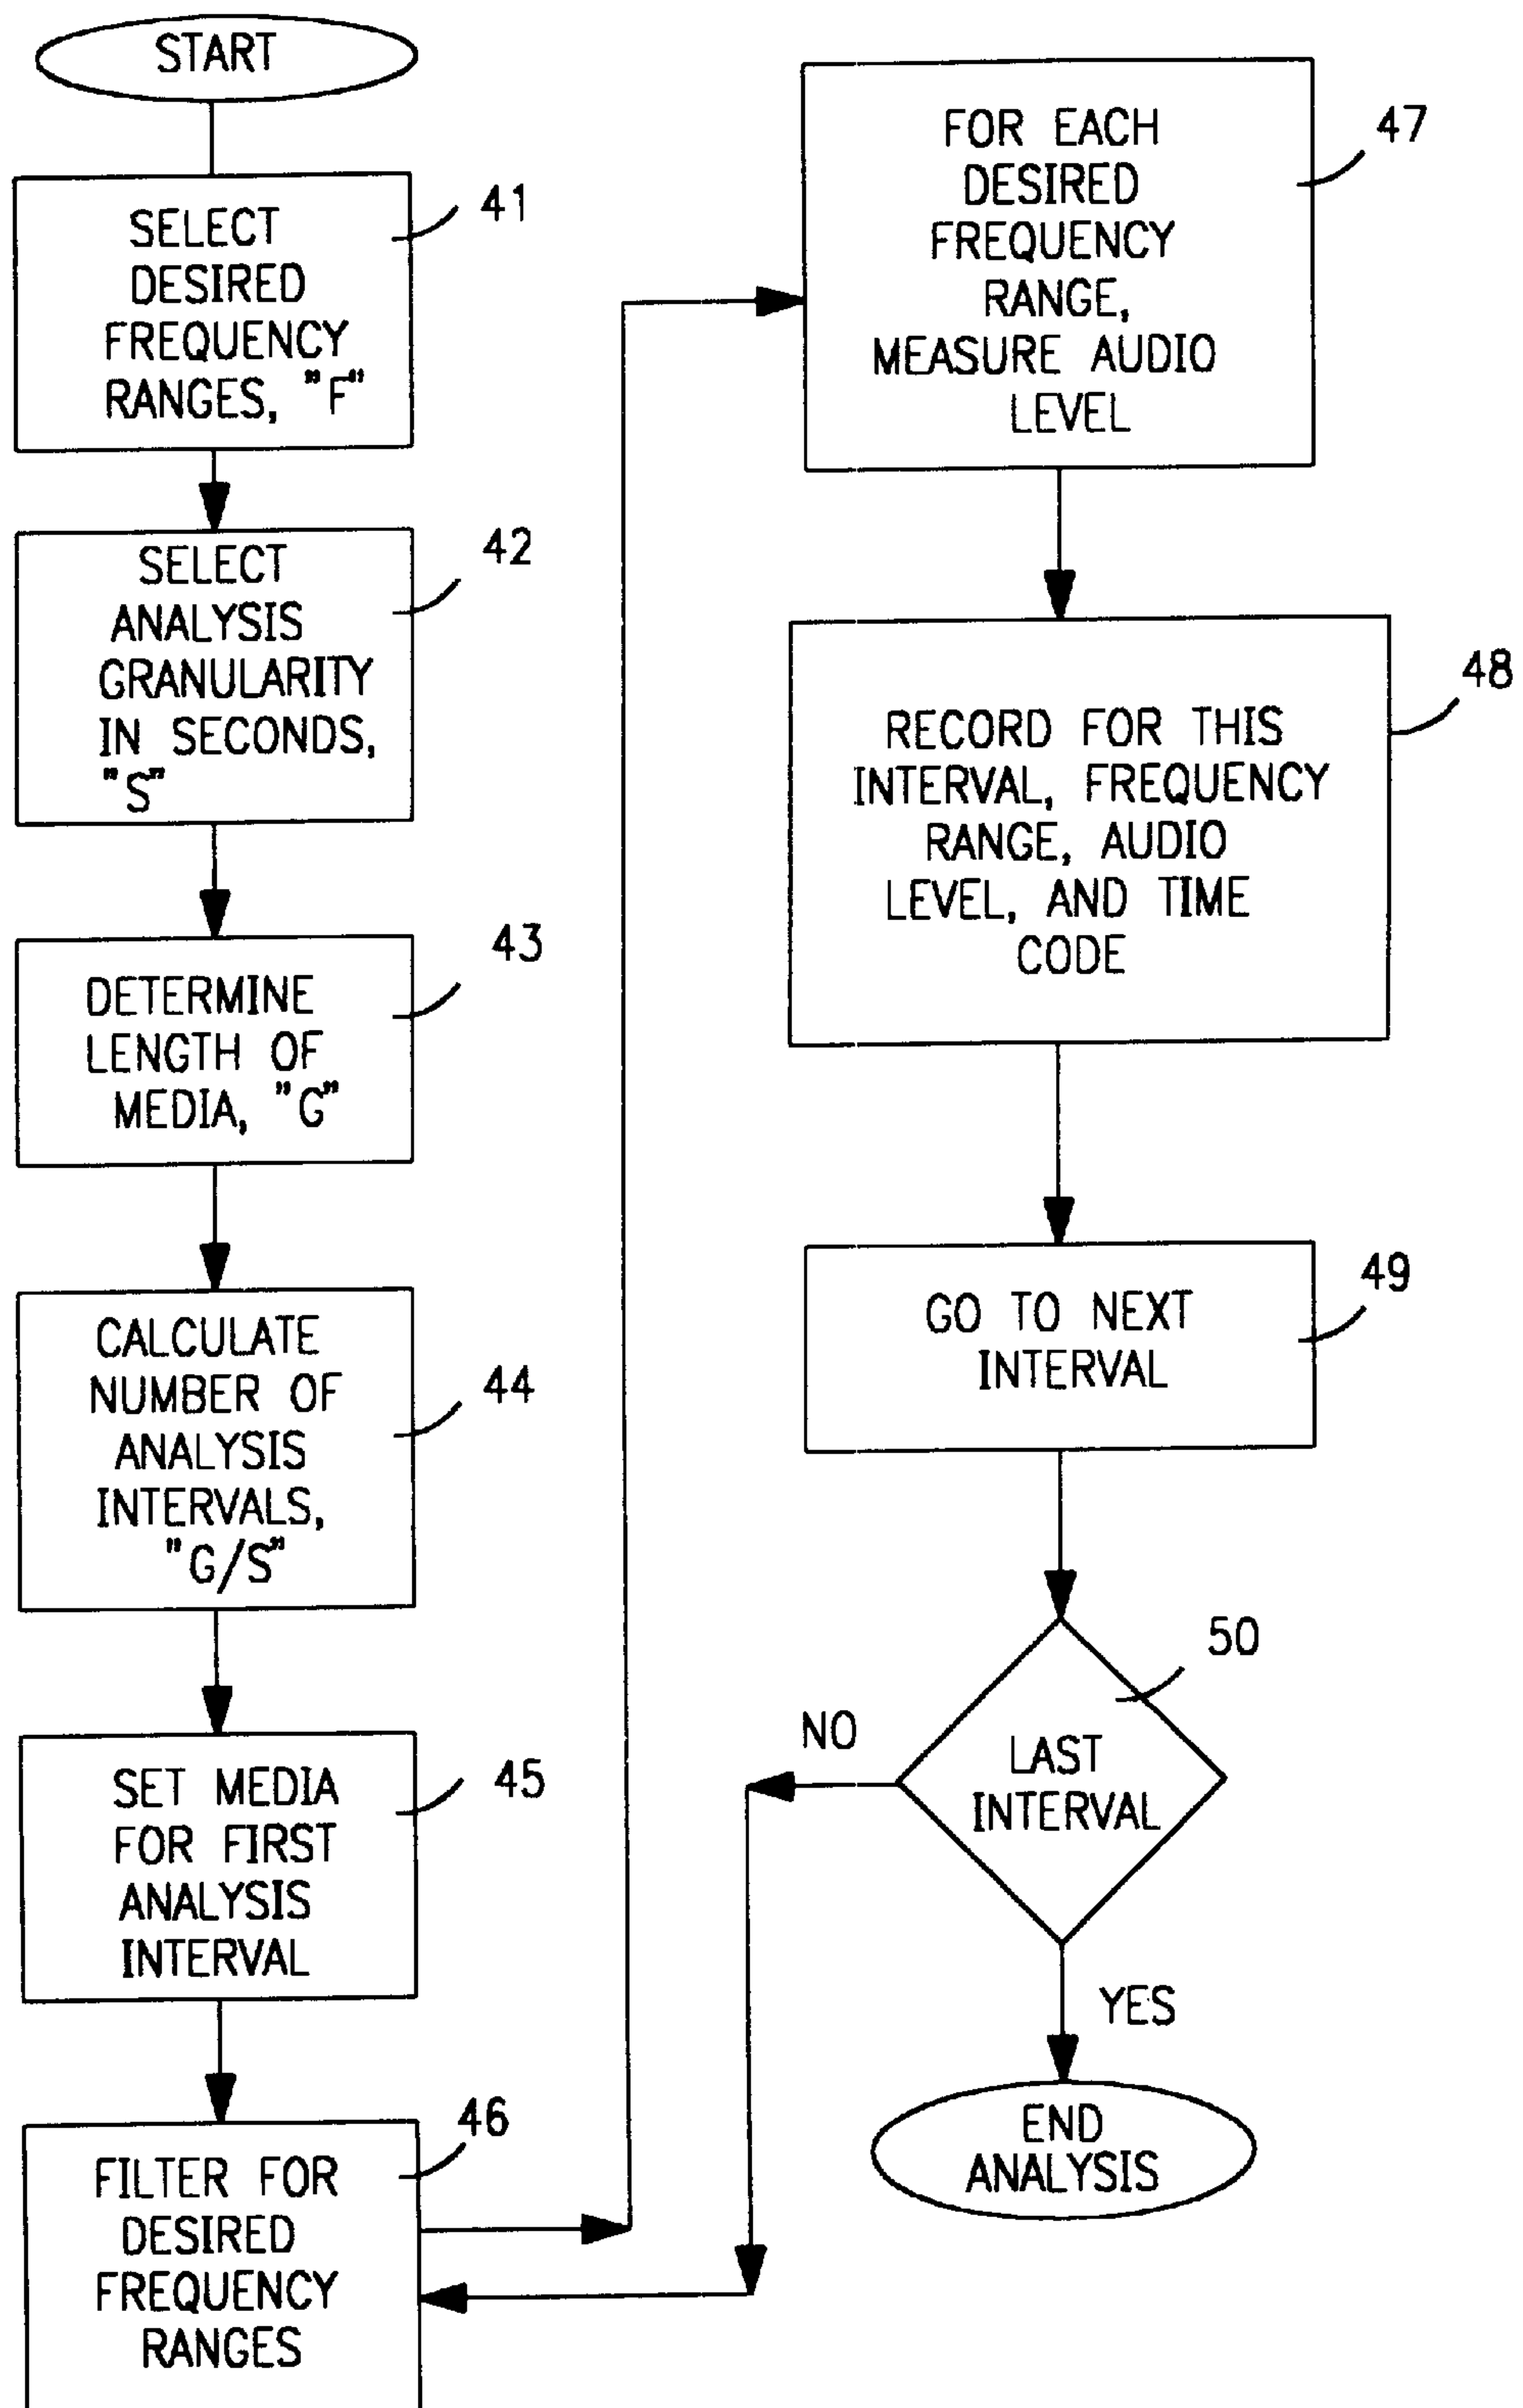 START
SELECT
DESIRED
FREQUENCY
RANGES, "F"
41
SELECT
ANALYSIS
GRANULARITY
IN SECONDS,
"S"
42
DETERMINE
LENGTH OF
MEDIA, "G"
43
CALCULATE
NUMBER OF
ANALYSIS
INTERVALS,
"G/S"
44
SET MEDIA
FOR FIRST
ANALYSIS
INTERVAL
45
FILTER FOR
DESIRED
FREQUENCY
RANGES
46
FOR EACH
DESIRED
FREQUENCY
RANGE,
MEASURE AUDIO
LEVEL
47
RECORD FOR THIS
INTERVAL, FREQUENCY
RANGE, AUDIO
LEVEL, AND TIME
CODE
48
GO TO NEXT
INTERVAL
49
LAST
INTERVAL
50
NO
YES
END
ANALYSIS